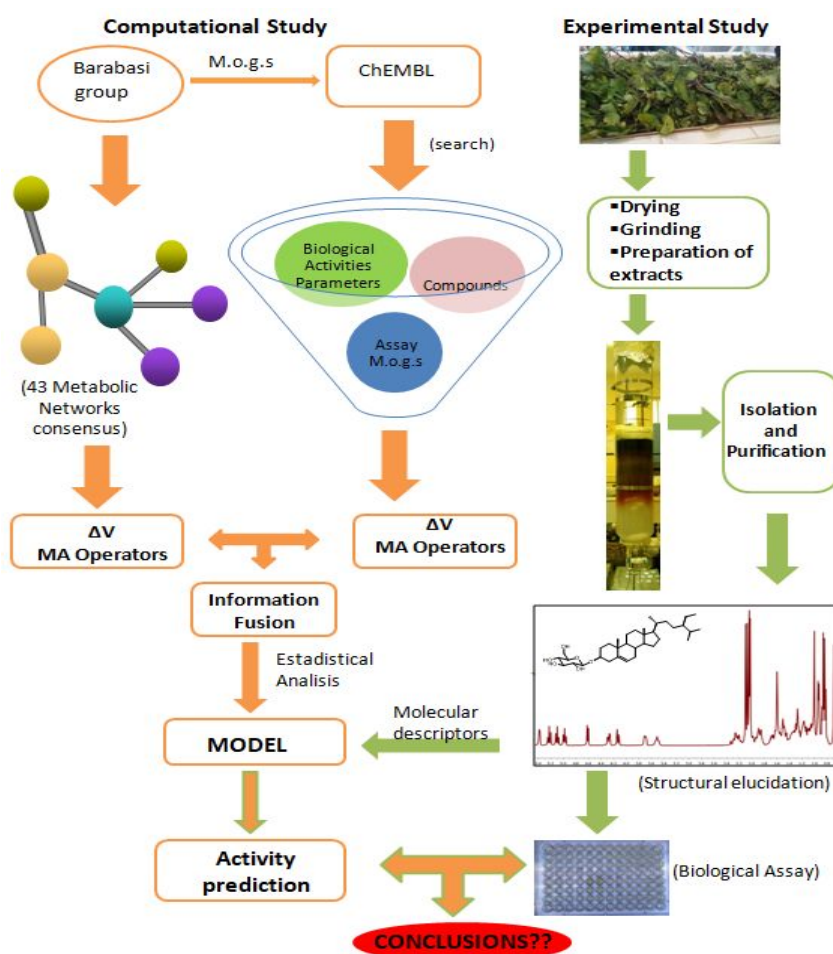 Computational Study
Experimental Study
Barabasi
group
M.o.g.s
ChEMBL
(search)
▪Drying
▪Grinding
▪Preparation of
extracts
Biological
Activities
Parameters
Compounds
Assay
M.o.g.s
(43 Metabolic
Networks
consensus)
Isolation
and
Purification
ΔV
MA Operators
ΔV
MA Operators
Information
Fusion
Estadistical
Analisis
Molecular
descriptors
MODEL
(Structural elucidation)
Activity
prediction
(Biological Assay)
CONCLUSIONS??